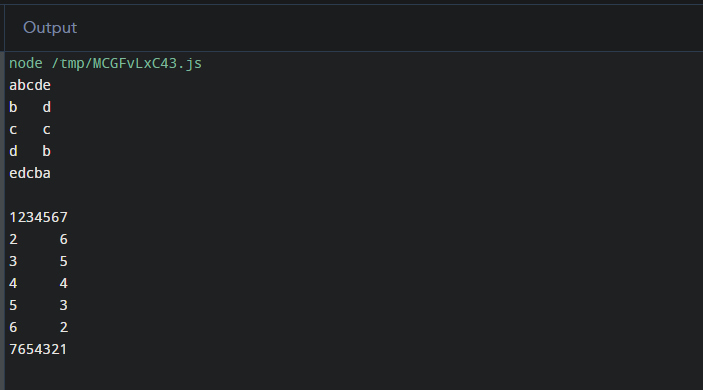 Output
node /tmp/MCGFvLxC43.js
abcde
b   d
c   c
d   b
edcba

1234567
2     6
3     5
4     4
5     3
6     2
7654321